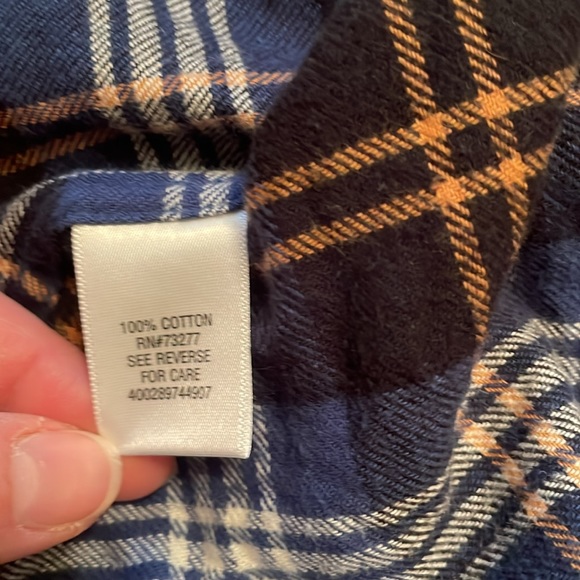 100% COTTON
RN#73277
SEE REVERSE
FOR CARE
400289744907